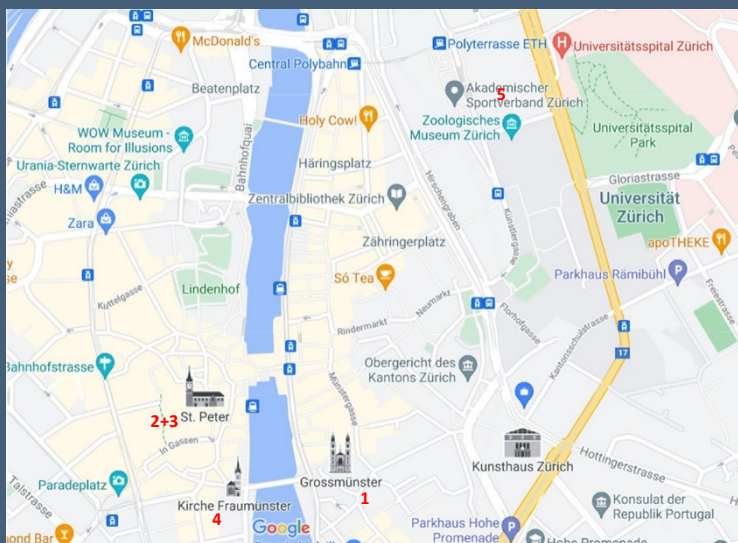 McDonald's
Polyterrasse ETH
Universitätsspital Zürich
Central Polybahn
Beatenplatz
Akademischer
Sportverband Zürich
5
Holy Cow!
Zoologisches
Museum Zürich
Universitätsspital
Park
WOW Museum -
Room for Illusions
Bahnhofquai
Häringsplatz
Urania-Sternwarte Zürich
Gloriastrasse
H&M
Zentralbibliothek Zürich
Hirschengraben
Künstlergasse
Universität
Zürich
Zara
Zähringerplatz
apoTHEKE
Só Tea
Parkhaus Rämibühl
Lindenhof
Kuttelgasse
Neumarkt
Florhofgasse
Freiestrasse
Rindermarkt
Kantonsschulstrasse
17
Bahnhofstrasse
Obergericht des
Kantons Zürich
Münstergasse
2+3
St. Peter
In Gassen
Hottingerstrasse
Grossmünster
Kunsthaus Zürich
Paradeplatz
Talstrasse
1
Kirche Fraumünster
4
Konsulat der
Republik Portugal
Google
Parkhaus Hohe
Promenade
Hohe Promenade